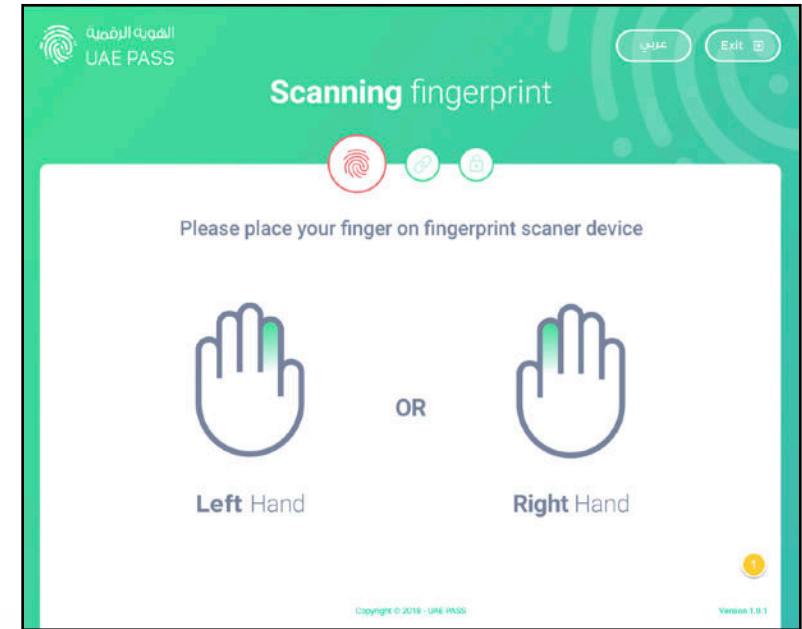 الهوية الرقمية
UAE PASS
عربي
Exit
Scanning fingerprint
Please place your finger on fingerprint scaner device
OR
Left Hand
Right Hand
1
Copyright © 2018 - UAE PASS
Version 1.0.1